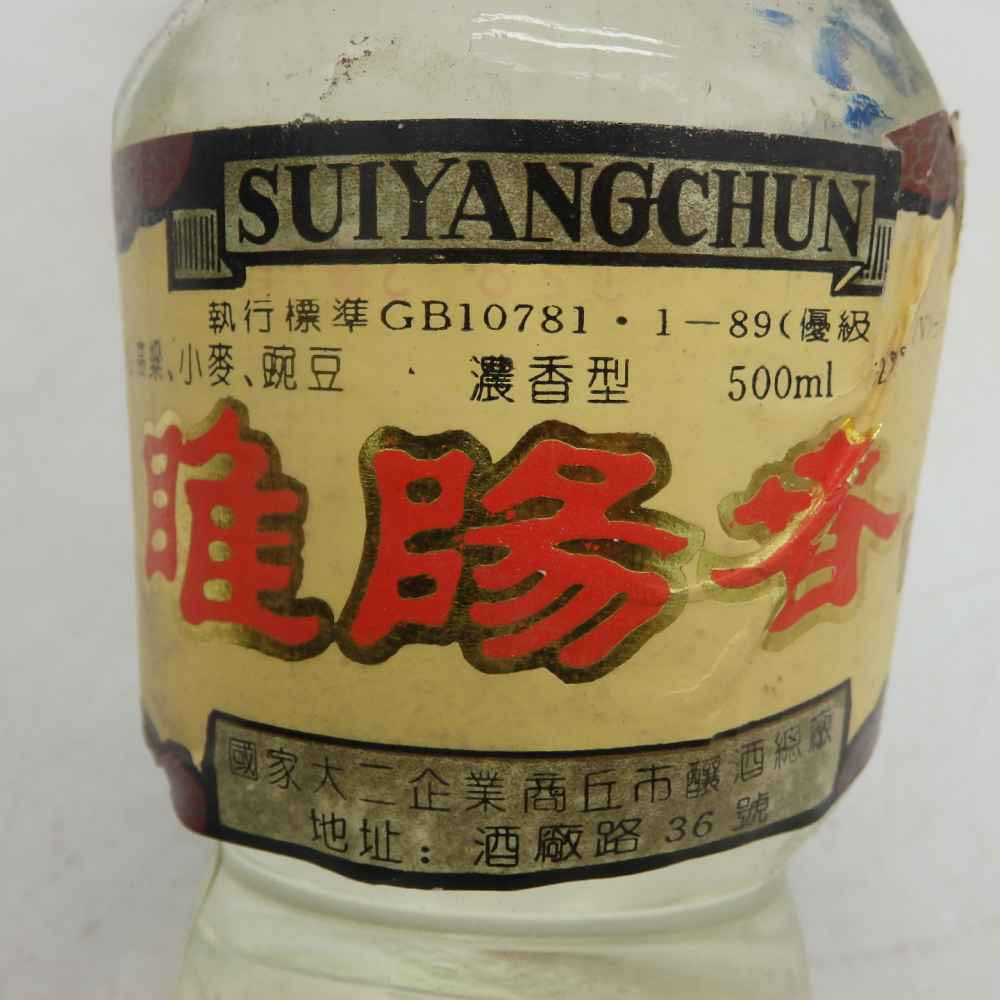 SUIYANGCHUN
執行標準GB10781·1—89(優級
高粱、小麥、豌豆 濃香型 500ml
睢陽春
國家大二企業商丘市釀酒總廠
地址：酒廠路36號